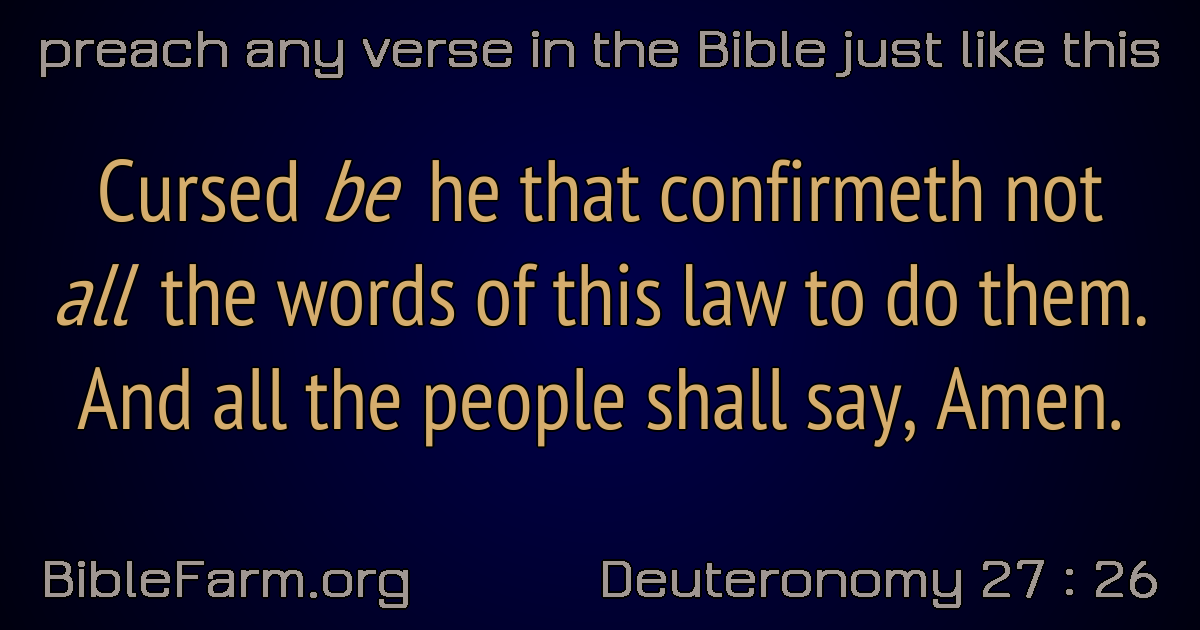 preach any verse in the Bible just like this
Cursed be he that confirmeth not
all the words of this law to do them.
And all the people shall say, Amen.
BibleFarm.org
Deuteronomy 27 : 26